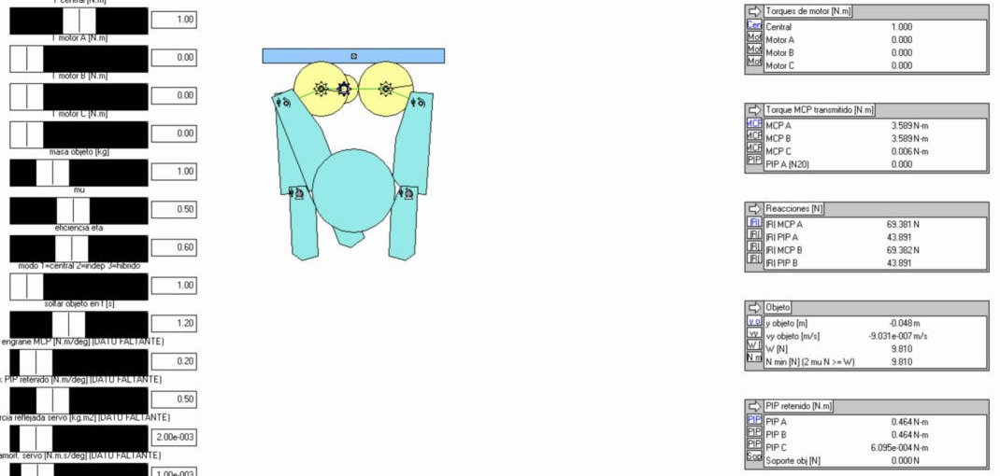 T central [N.m]
1.00
T motor A [N.m]
0.00
T motor B [N.m]
0.00
T motor C [N.m]
0.00
masa objeto [kg]
1.00
mu
0.50
eficiencia eta
0.60
modo 1=central 2=indep 3=hibrido
1.00
soltar objeto en t [s]
1.20
engrane MCP [N.m/deg] (DATO FALTANTE)
0.20
PIP retenido [N.m/deg] (DATO FALTANTE)
0.50
cia reflejada servo [kg.m2] (DATO FALTANTE)
2.00e-003
amort. servo [N.m.s/deg] (DATO FALTANTE)
1.00e-003
Torques de motor [N.m]
Cen Central 1.000
Mot Motor A 0.000
Mot Motor B 0.000
Mot Motor C 0.000
Torque MCP transmitido [N.m]
MCP MCP A 3.589 N-m
MCP MCP B 3.589 N-m
MCP MCP C 0.006 N-m
PIP PIP A (N20) 0.000
Reacciones [N]
|R| |R| MCP A 69.381 N
|R| |R| PIP A 43.891
|R| |R| MCP B 69.382 N
|R| |R| PIP B 43.891
Objeto
y o y objeto [m] -0.048 m
vy vy objeto [m/s] -9.031e-007 m/s
W [ W [N] 9.810
N m N min [N] (2 mu N >= W) 9.810
PIP retenido [N.m]
PIP PIP A 0.464 N-m
PIP PIP B 0.464 N-m
PIP PIP C 6.095e-004 N-m
Sop Soporte obj [N] 0.000 N